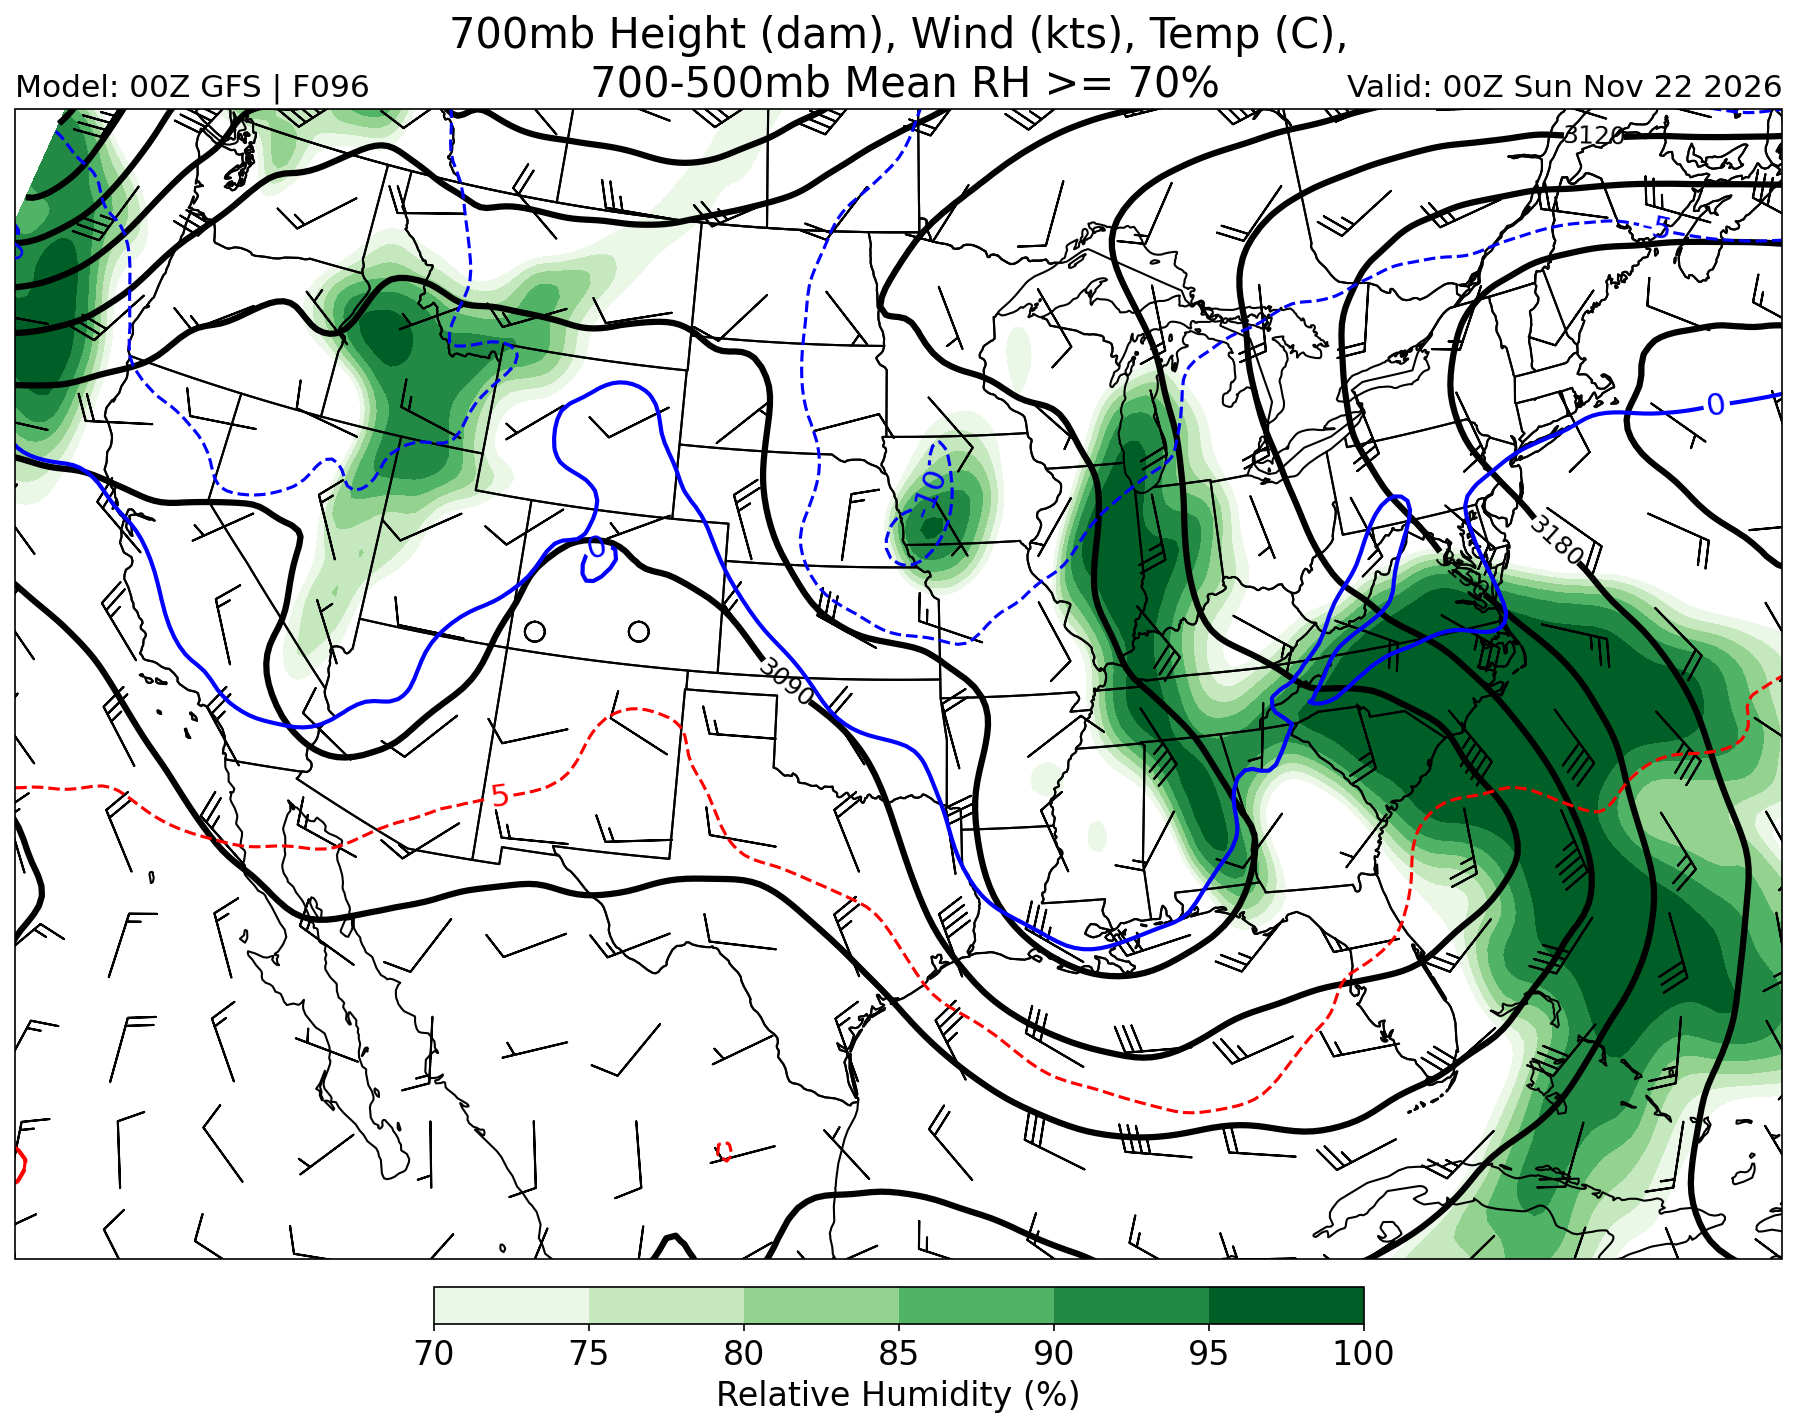 700mb Height (dam), Wind (kts), Temp (C),
700-500mb Mean RH >= 70%
Model: 00Z GFS | F096
Valid: 00Z Sun Nov 22 2026
3120
-5
0
-10
3180
0
3090
5
0
70 75 80 85 90 95 100
Relative Humidity (%)